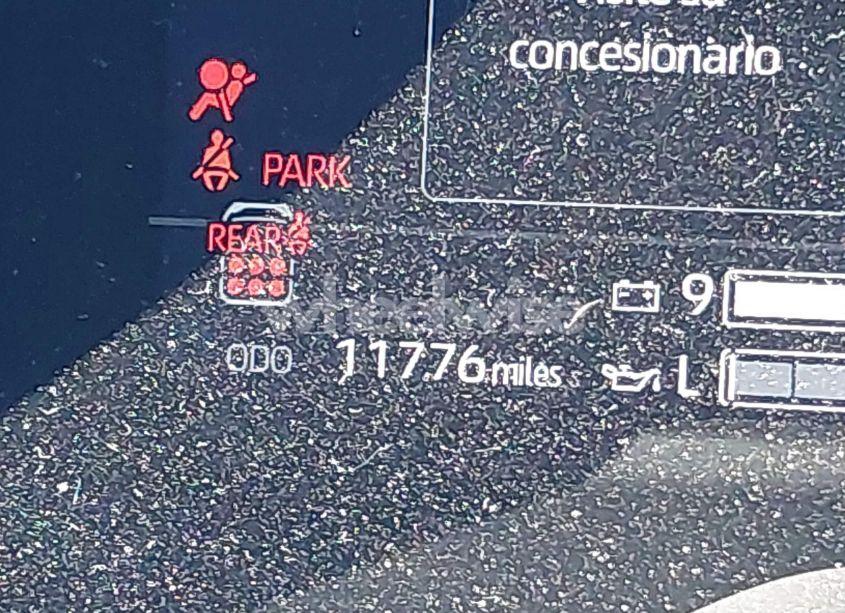 concesionario
PARK
REAR
9
ODO 11776 miles
L